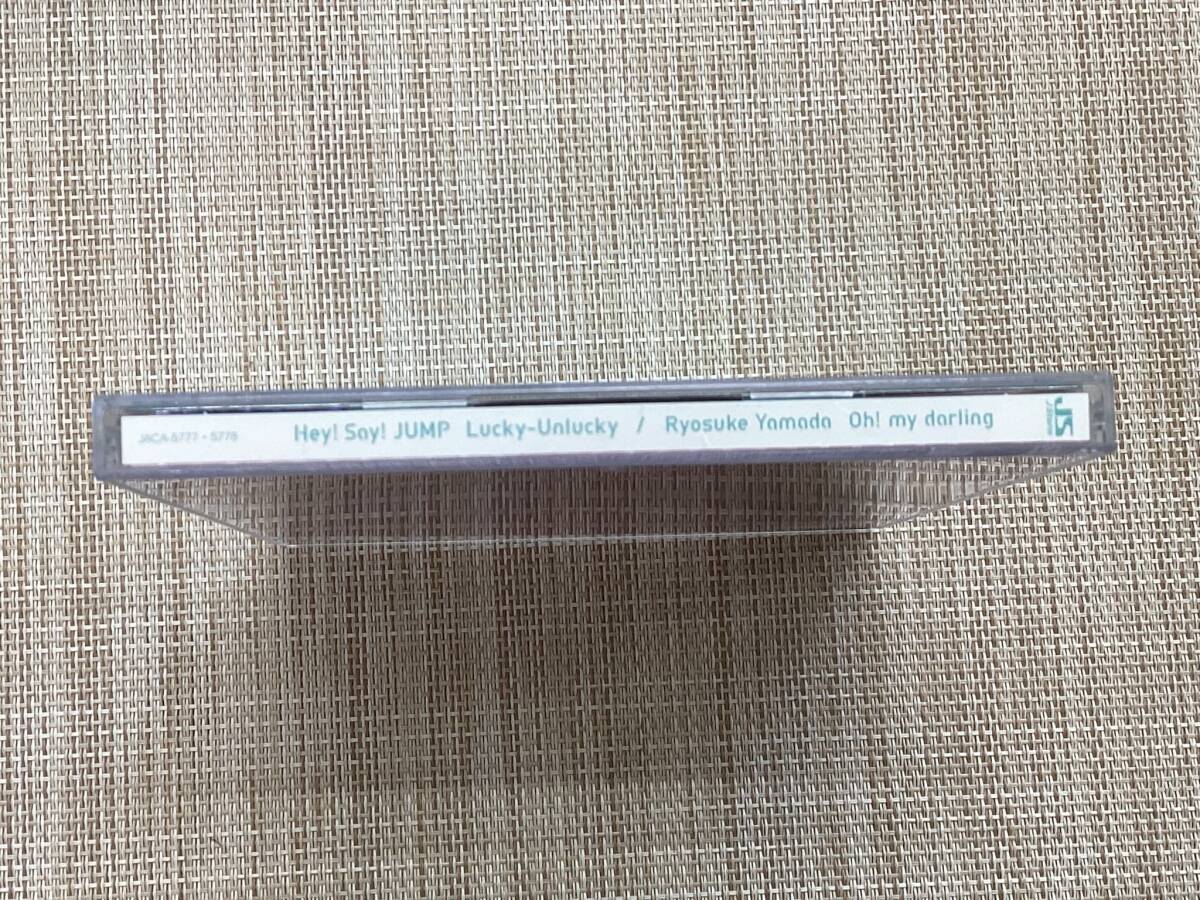 JACA-5777・5778 Hey! Say! JUMP Lucky-Unlucky / Ryosuke Yamada Oh! my darling